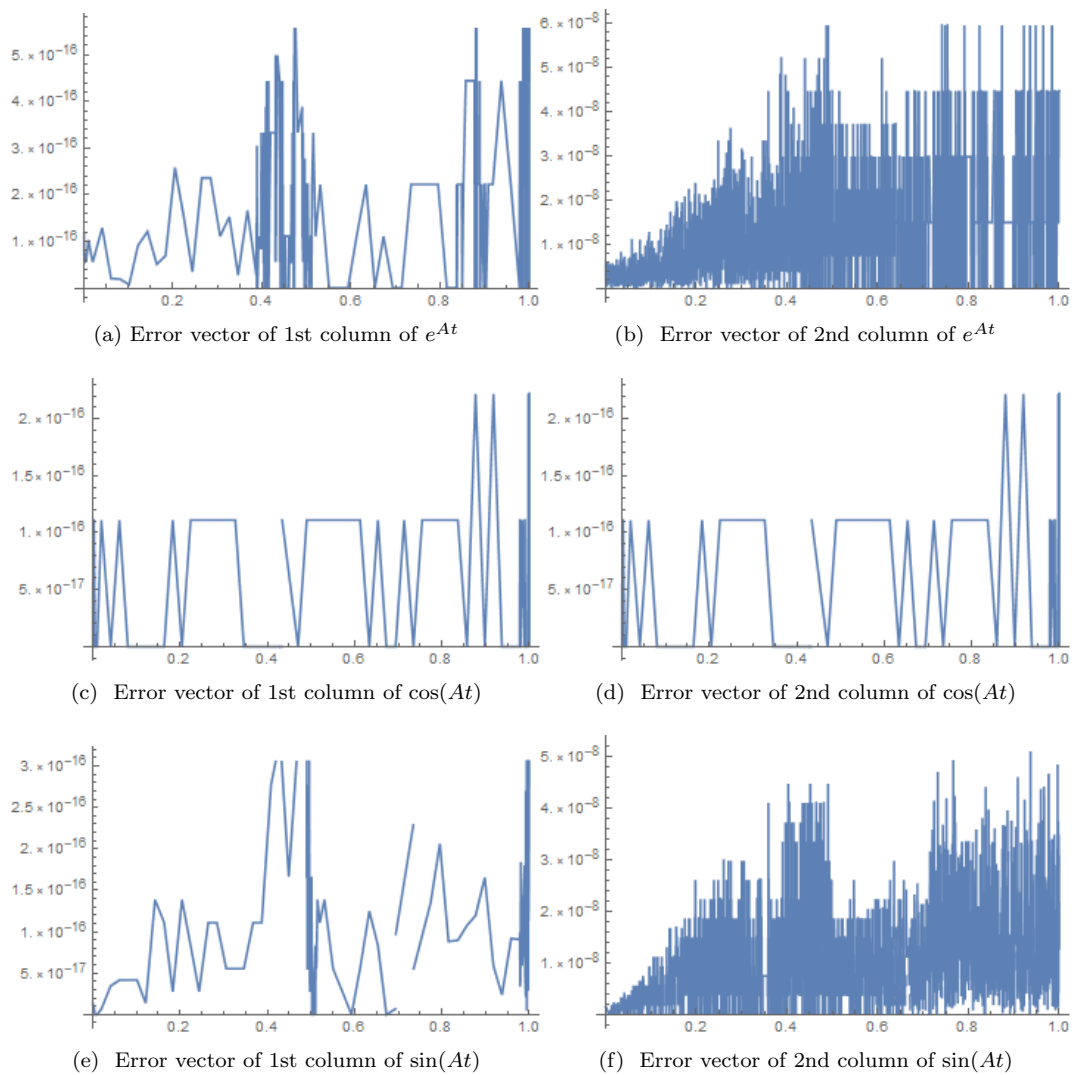 5.×10-16
4.×10-16
3.×10-16
2.×10-16
1.×10-16
0.2 0.4 0.6 0.8 1.0
(a) Error vector of 1st column of eAt
6.×10-8
5.×10-8
4.×10-8
3.×10-8
2.×10-8
1.×10-8
0.2 0.4 0.6 0.8 1.0
(b) Error vector of 2nd column of eAt
2.×10-16
1.5×10-16
1.×10-16
5.×10-17
0.2 0.4 0.6 0.8 1.0
(c) Error vector of 1st column of cos(At)
2.×10-16
1.5×10-16
1.×10-16
5.×10-17
0.2 0.4 0.6 0.8 1.0
(d) Error vector of 2nd column of cos(At)
3.×10-16
2.5×10-16
2.×10-16
1.5×10-16
1.×10-16
5.×10-17
0.2 0.4 0.6 0.8 1.0
(e) Error vector of 1st column of sin(At)
5.×10-8
4.×10-8
3.×10-8
2.×10-8
1.×10-8
0.2 0.4 0.6 0.8 1.0
(f) Error vector of 2nd column of sin(At)